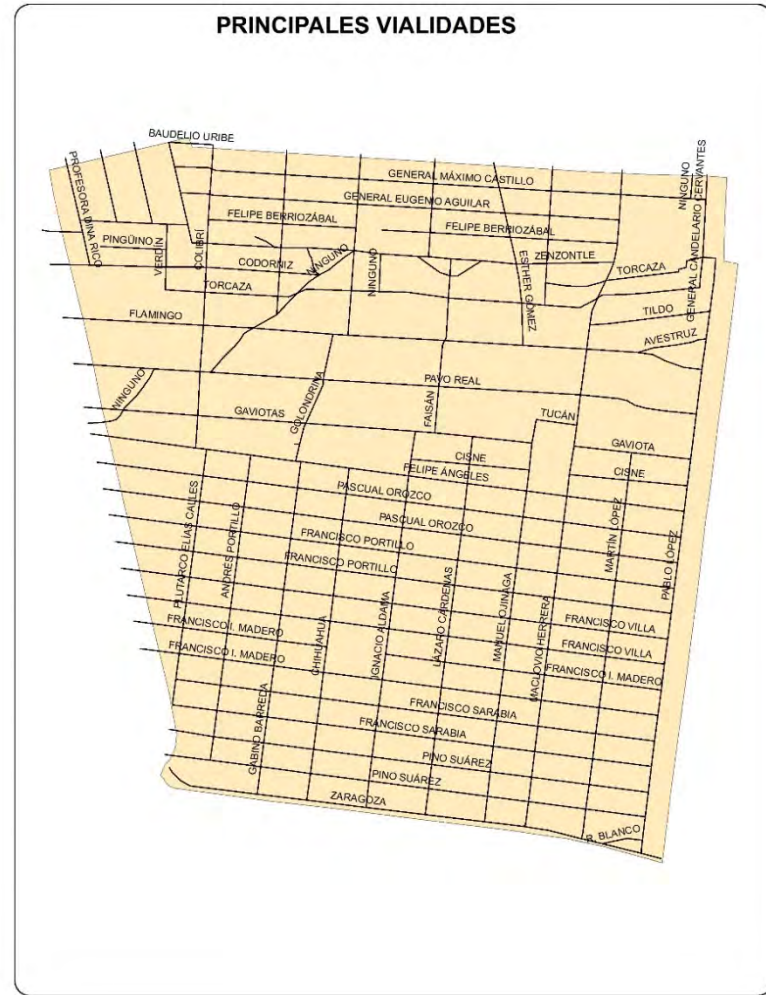 PRINCIPALES VIALIDADES
BAUDELIO URIBE
PROFESORA DINA RICO
GENERAL MÁXIMO CASTILLO
NINGUNO
GENERAL CANDELARIO CERVANTES
GENERAL EUGENIO AGUILAR
FELIPE BERRIOZÁBAL
FELIPE BERRIOZÁBAL
PINGÜINO
VERDÍN
COLIBRÍ
CODORNIZ
NINGUNO
NINGUNO
ESTHER GÓMEZ
ZENZONTLE
TORCAZA
TORCAZA
FLAMINGO
TILDO
AVESTRUZ
NINGUNO
PAVO REAL
GOLONDRINA
FAISÁN
GAVIOTAS
TUCÁN
GAVIOTA
CISNE
CISNE
FELIPE ÁNGELES
PASCUAL OROZCO
PASCUAL OROZCO
PLUTARCO ELÍAS CALLES
ANDRÉS PORTILLO
FRANCISCO PORTILLO
FRANCISCO PORTILLO
MARTÍN LÓPEZ
PABLO LÓPEZ
CHIHUAHUA
IGNACIO ALDAMA
LÁZARO CÁRDENAS
MANUEL OJINAGA
MACLOVIO HERRERA
FRANCISCO VILLA
FRANCISCO I. MADERO
FRANCISCO VILLA
FRANCISCO I. MADERO
FRANCISCO I. MADERO
GABINO BARREDA
FRANCISCO SARABIA
FRANCISCO SARABIA
PINO SUÁREZ
PINO SUÁREZ
ZARAGOZA
R. BLANCO